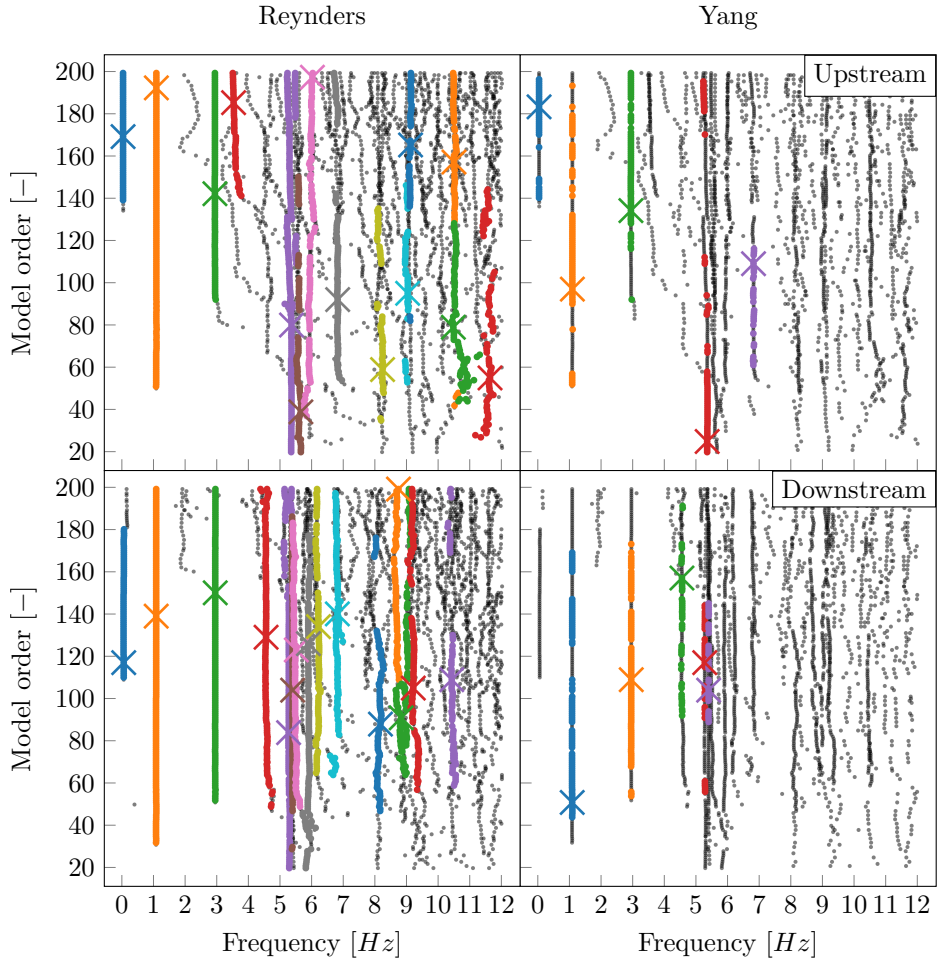 Reynders Yang
200
180
160
140
120
100
80
60
40
20
Model order [−]
Upstream
200
180
160
140
120
100
80
60
40
20
Model order [−]
Downstream
0 1 2 3 4 5 6 7 8 9 10 11 12 0 1 2 3 4 5 6 7 8 9 10 11 12
Frequency [Hz] Frequency [Hz]